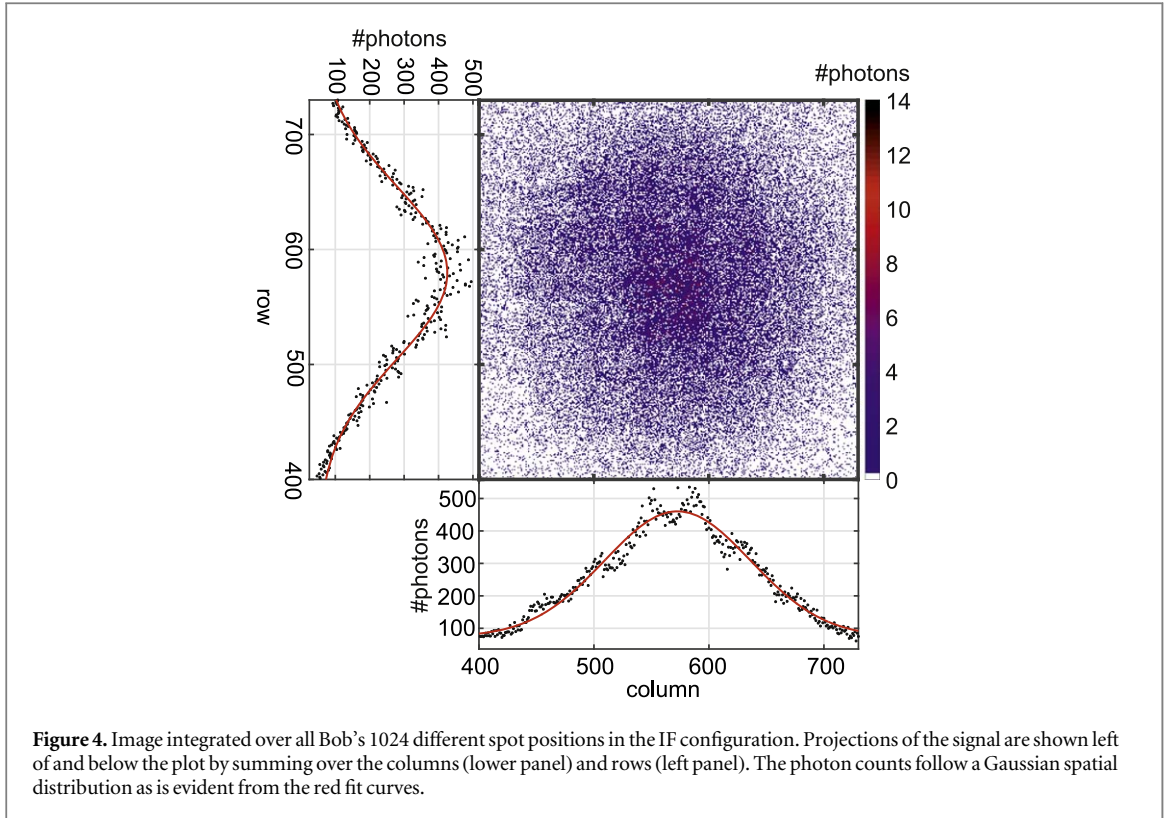 #photons
100 200 300 400 500
#photons
700
600
500
400
row
14
12
10
8
6
4
2
0
500
400
300
200
100
#photons
400 500 600 700
column
Figure 4. Image integrated over all Bob's 1024 different spot positions in the IF configuration. Projections of the signal are shown left
of and below the plot by summing over the columns (lower panel) and rows (left panel). The photon counts follow a Gaussian spatial
distribution as is evident from the red fit curves.